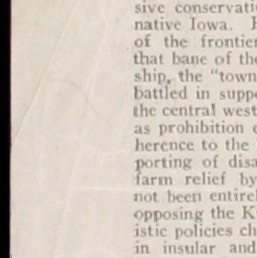 sive conservati
native Iowa.
of the frontier
that bane of the
ship, the "town
battled in suppo
the central west
as prohibition
herence to the
porting of disa
farm relief by
not been entirel
opposing the K
istic policies ch
in insular and